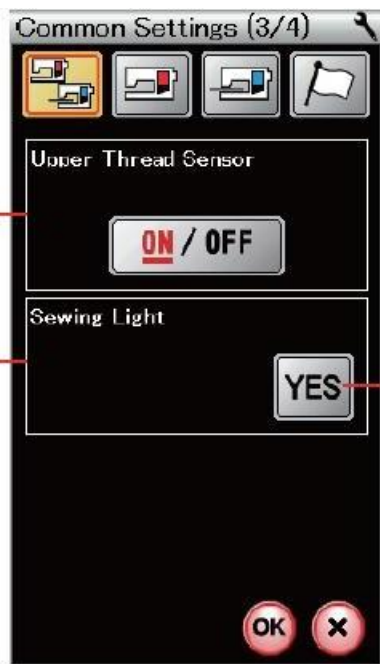 Common Settings (3/4)
Upper Thread Sensor
ON / OFF
Sewing Light
YES
OK